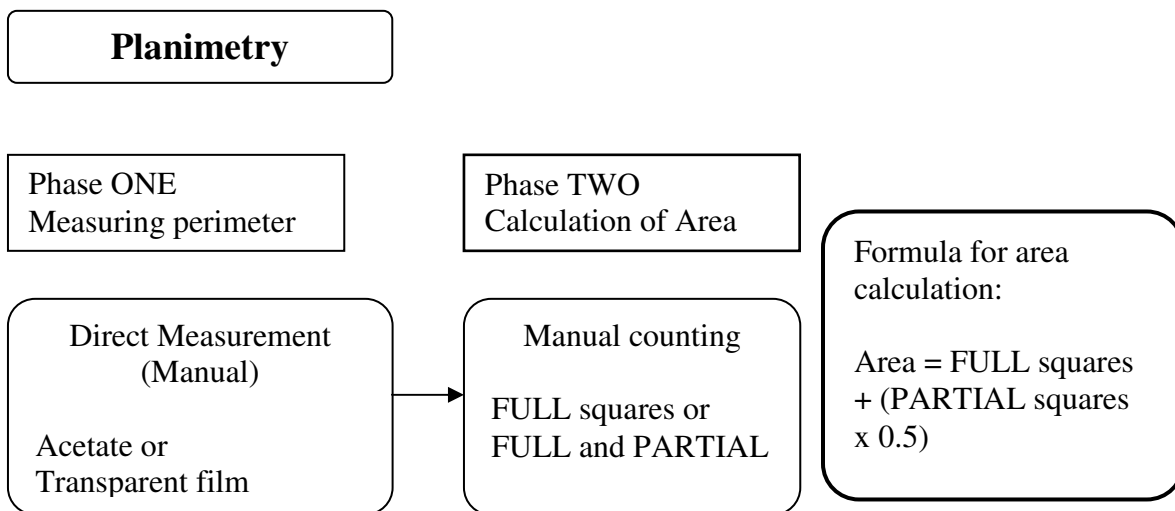 Planimetry
Phase ONE
Measuring perimeter
Phase TWO
Calculation of Area
Formula for area
calculation:
Area = FULL squares
+ (PARTIAL squares
x 0.5)
Direct Measurement
(Manual)
Acetate or
Transparent film
Manual counting
FULL squares or
FULL and PARTIAL